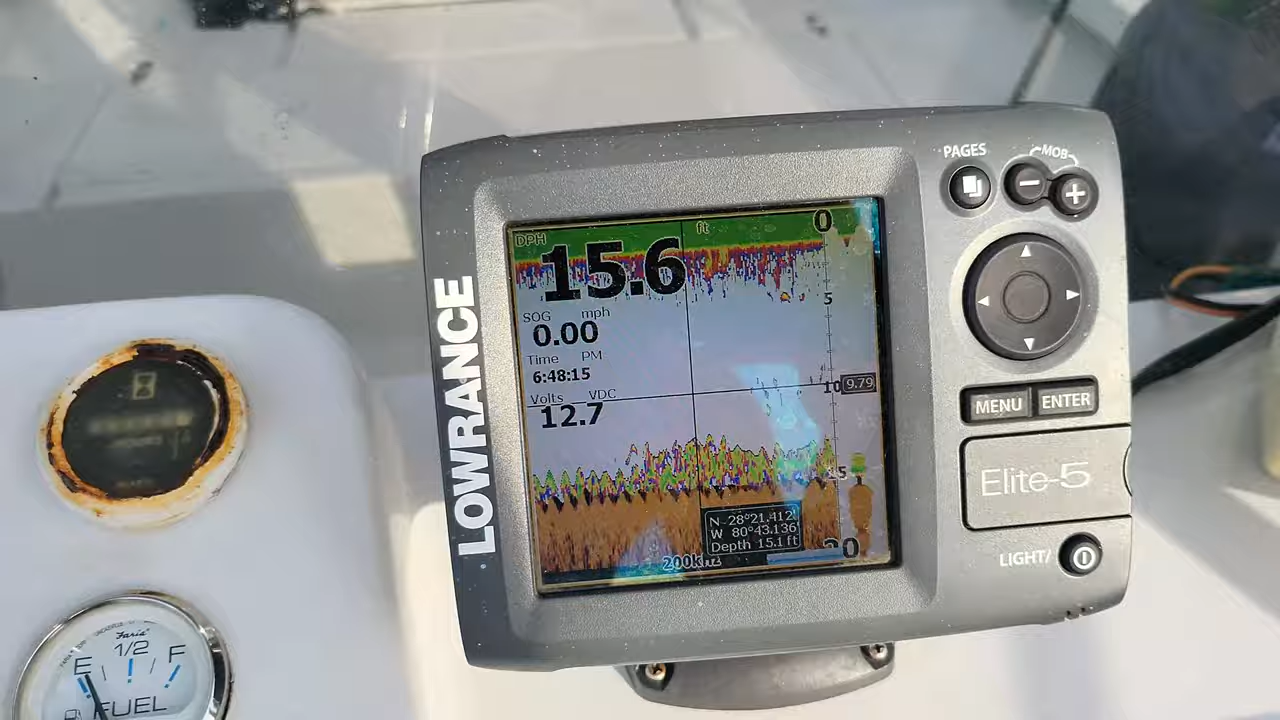 PAGES
MOB
LOWRANCE
DPH
ft
15.6
0
5
SOG mph
0.00
Time PM
6:48:15
Volts VDC
12.7
10
9.79
MENU
ENTER
Elite-5
N 28°21.412'
W 80°43.136'
Depth 15.1 ft
20
200kHz
LIGHT/
Faria
1/2
E
F
FUEL